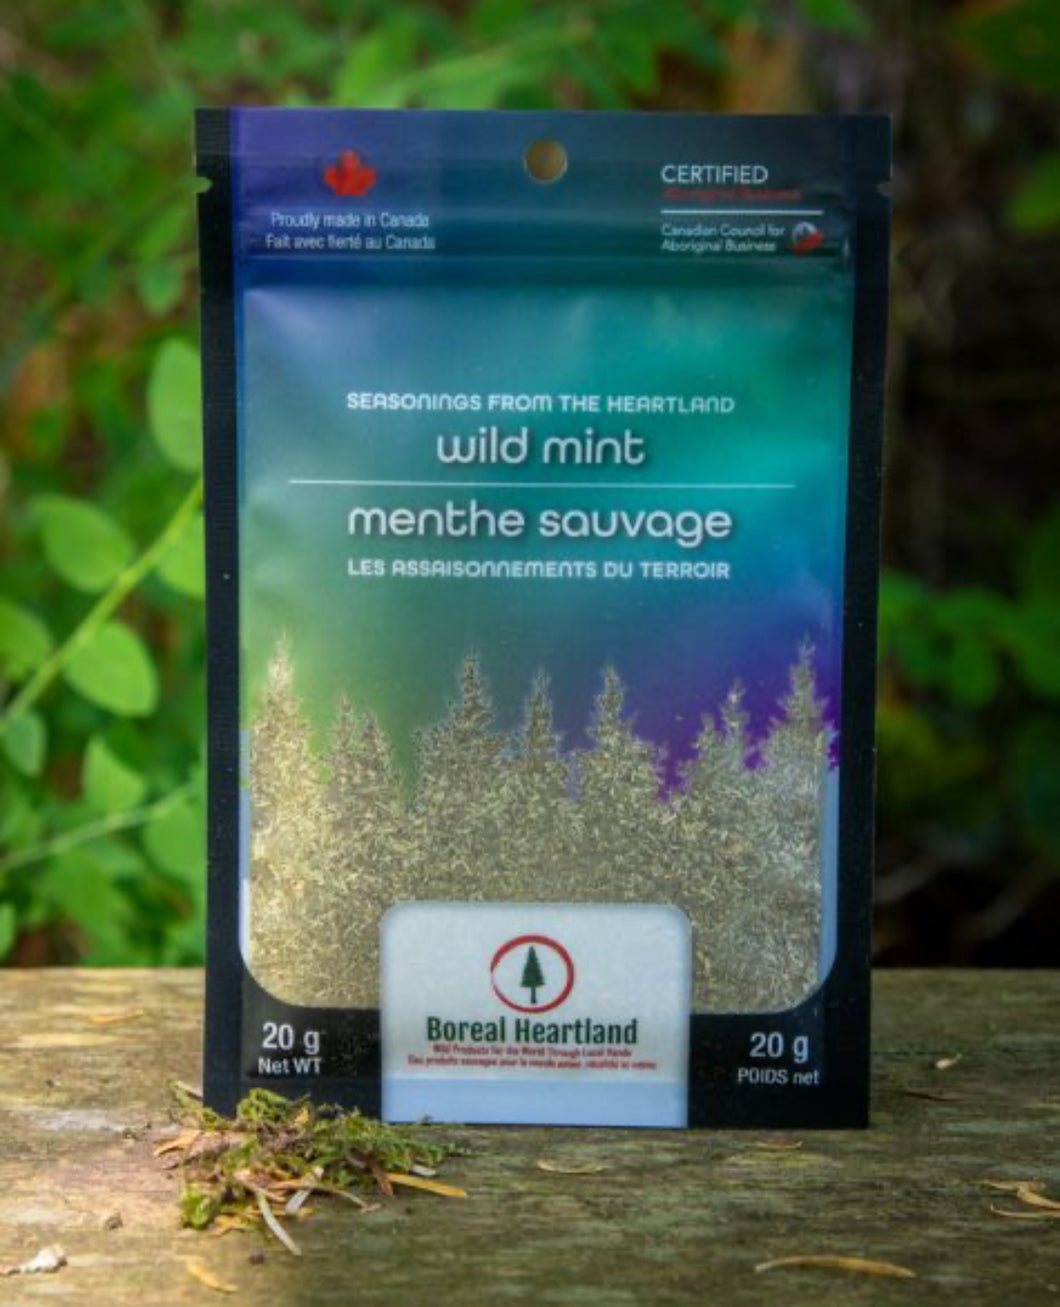 Proudly made in Canada
Fait avec fierté au Canada
CERTIFIED
Aboriginal Business
Canadian Council for
Aboriginal Business
SEASONINGS FROM THE HEARTLAND
wild mint
menthe sauvage
LES ASSAISONNEMENTS DU TERROIR
Boreal Heartland
Wild Products for the World Through Local Hands
20 g
Net WT
20 g
POIDS net